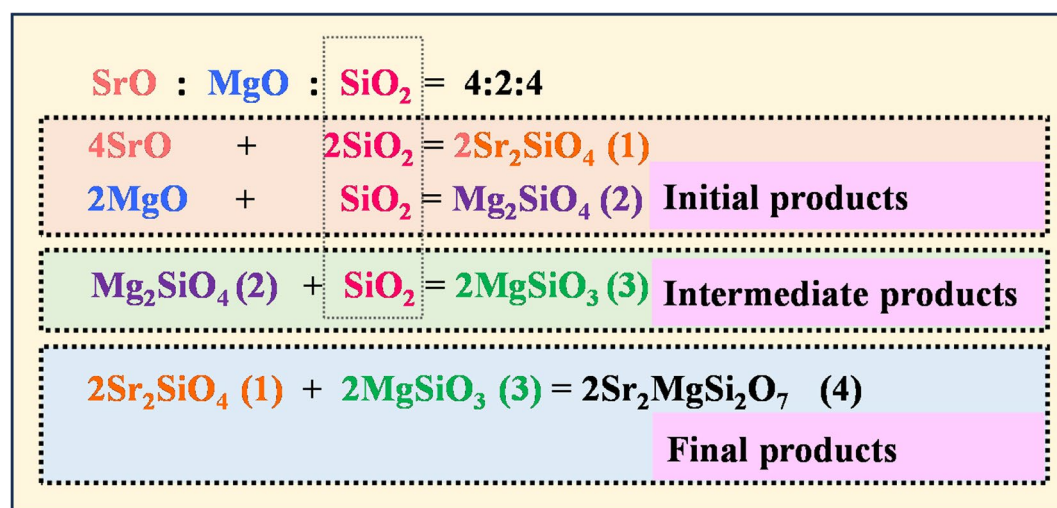 SrO : MgO : SiO₂ = 4:2:4
4SrO + 2SiO₂ = 2Sr₂SiO₄ (1)
2MgO + SiO₂ = Mg₂SiO₄ (2) Initial products
Mg₂SiO₄ (2) + SiO₂ = 2MgSiO₃ (3) Intermediate products
2Sr₂SiO₄ (1) + 2MgSiO₃ (3) = 2Sr₂MgSi₂O₇ (4)
Final products